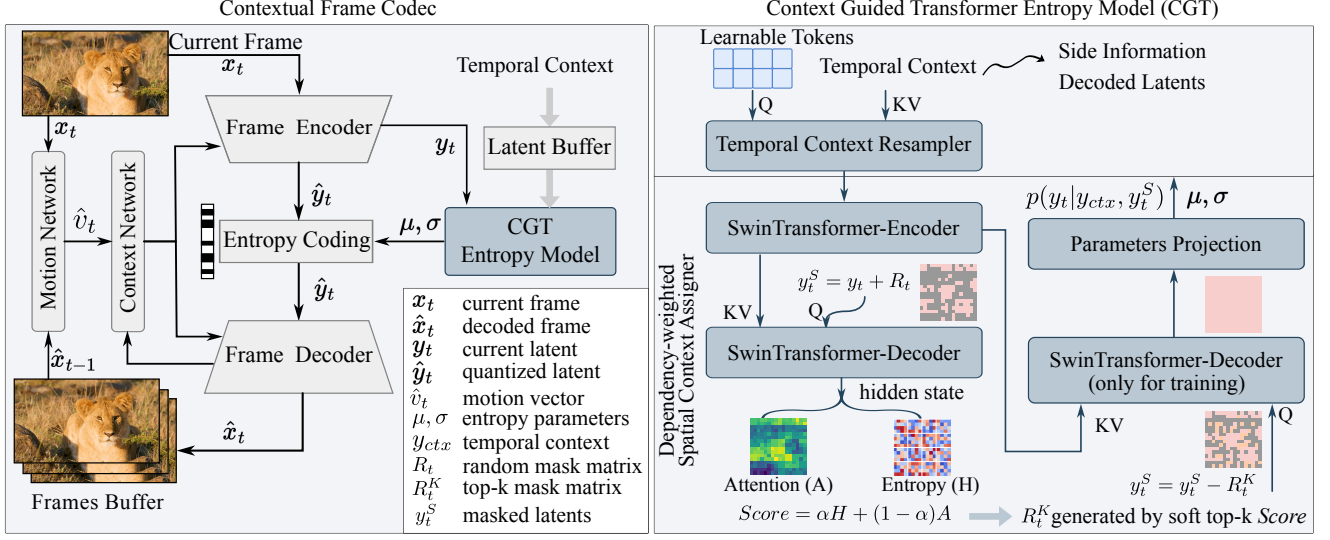 Contextual Frame Codec
Current Frame
x_t
x_t
Motion Network
v̂_t
Context Network
Frame Encoder
ŷ_t
y_t
Temporal Context
Latent Buffer
Entropy Coding
μ, σ
CGT
Entropy Model
ŷ_t
Frame Decoder
x̂_{t−1}
x̂_t
Frames Buffer
x_t current frame
x̂_t decoded frame
y_t current latent
ŷ_t quantized latent
v̂_t motion vector
μ, σ entropy parameters
y_{ctx} temporal context
R_t random mask matrix
R_t^K top-k mask matrix
y_t^S masked latents
Context Guided Transformer Entropy Model (CGT)
Learnable Tokens
Temporal Context
Side Information
Decoded Latents
Q
KV
Temporal Context Resampler
Dependency-weighted
Spatial Context Assigner
SwinTransformer-Encoder
KV
y_t^S = y_t + R_t
Q
SwinTransformer-Decoder
hidden state
Attention (A)
Entropy (H)
Score = αH + (1 − α)A
R_t^K generated by soft top-k Score
p(y_t|y_{ctx}, y_t^S)
μ, σ
Parameters Projection
SwinTransformer-Decoder
(only for training)
KV
Q
y_t^S = y_t^S − R_t^K